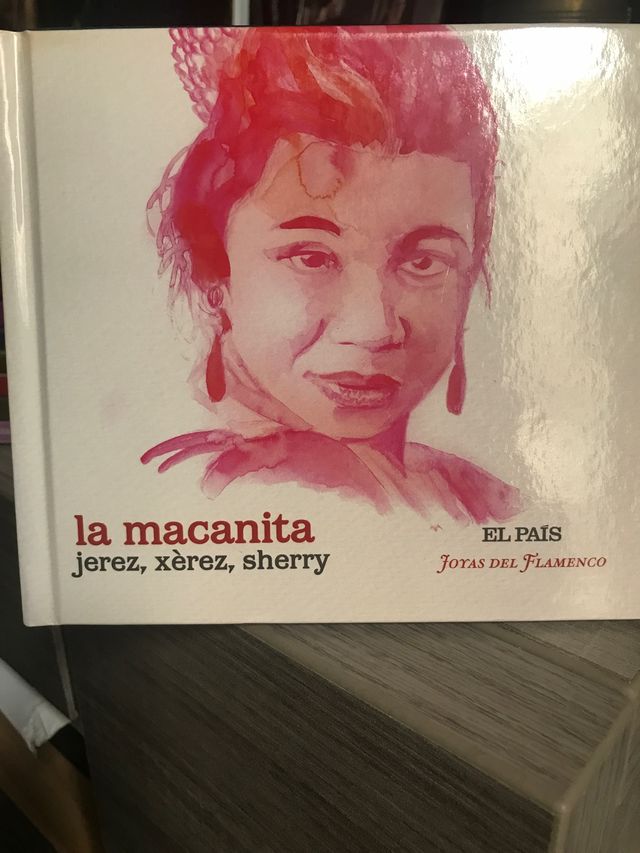 la macanita
jerez, xèrez, sherry
EL PAÍS
JOYAS DEL FLAMENCO